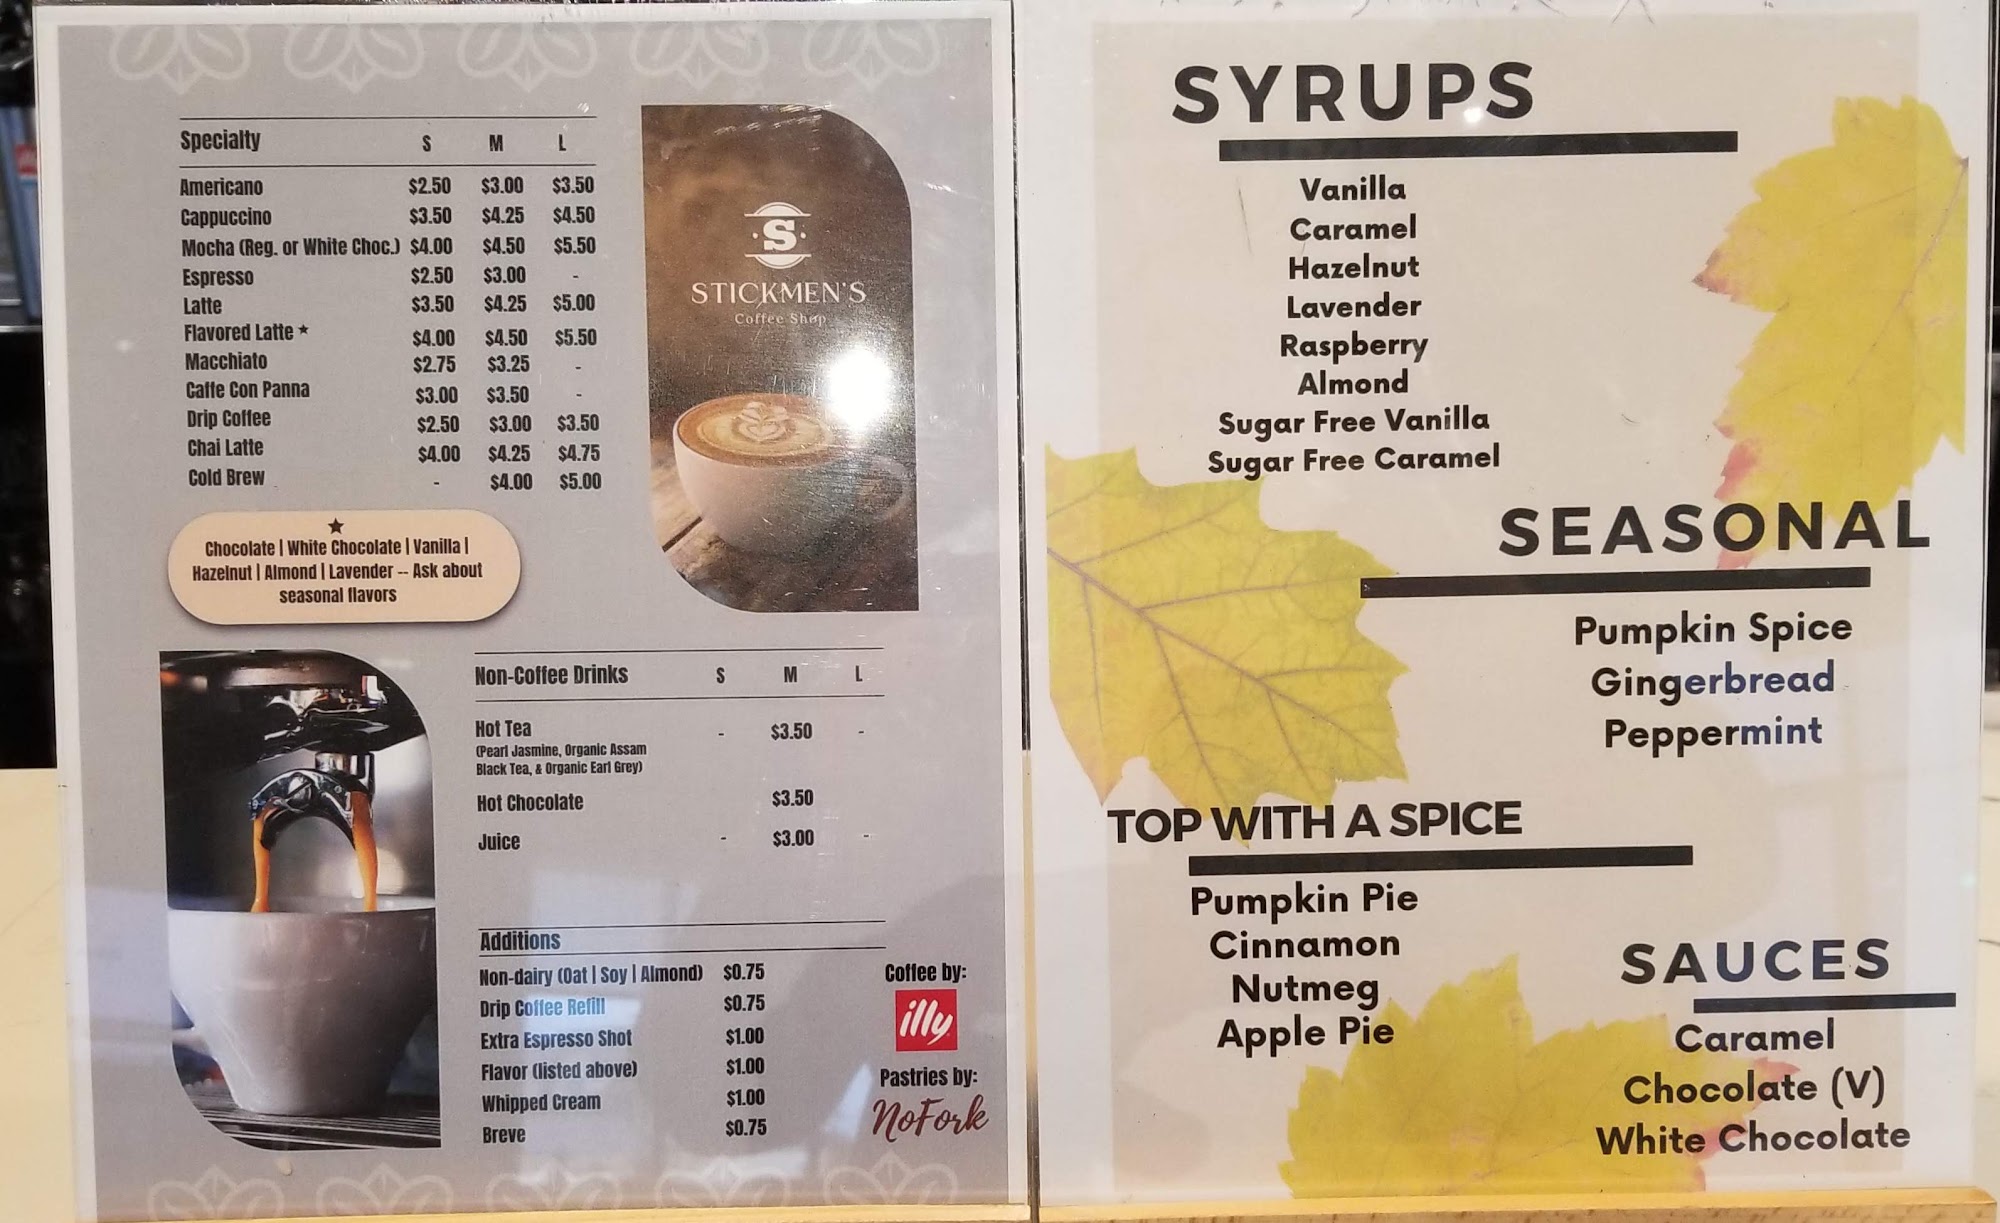 Specialty S M L
Americano $2.50 $3.00 $3.50
Cappuccino $3.50 $4.25 $4.50
Mocha (Reg. or White Choc.) $4.00 $4.50 $5.50
Espresso $2.50 $3.00 -
Latte $3.50 $4.25 $5.00
Flavored Latte ★ $4.00 $4.50 $5.50
Macchiato $2.75 $3.25 -
Caffe Con Panna $3.00 $3.50 -
Drip Coffee $2.50 $3.00 $3.50
Chai Latte $4.00 $4.25 $4.75
Cold Brew - $4.00 $5.00
★
Chocolate | White Chocolate | Vanilla |
Hazelnut | Almond | Lavender -- Ask about
seasonal flavors
S
STICKMEN'S
Coffee Shop
Non-Coffee Drinks S M L
Hot Tea - $3.50 -
(Pearl Jasmine, Organic Assam
Black Tea, & Organic Earl Grey)
Hot Chocolate $3.50
Juice - $3.00 -
Additions
Non-dairy (Oat | Soy | Almond) $0.75
Drip Coffee Refill $0.75
Extra Espresso Shot $1.00
Flavor (listed above) $1.00
Whipped Cream $1.00
Breve $0.75
Coffee by:
illy
Pastries by:
NoFork
SYRUPS
Vanilla
Caramel
Hazelnut
Lavender
Raspberry
Almond
Sugar Free Vanilla
Sugar Free Caramel
SEASONAL
Pumpkin Spice
Gingerbread
Peppermint
TOP WITH A SPICE
Pumpkin Pie
Cinnamon
Nutmeg
Apple Pie
SAUCES
Caramel
Chocolate (V)
White Chocolate